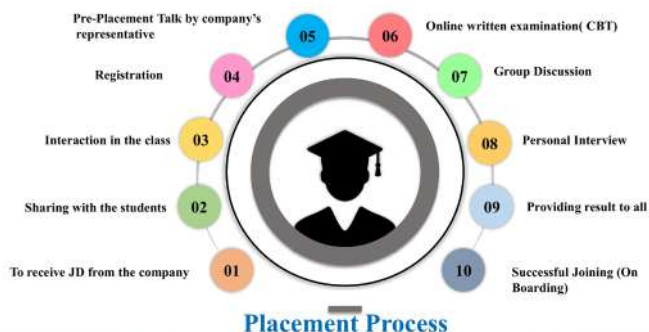 Pre-Placement Talk by company's
representative
05
06
Online written examination( CBT)
Registration
04
07
Group Discussion
Interaction in the class
03
08
Personal Interview
Sharing with the students
02
09
Providing result to all
To receive JD from the company
01
10
Successful Joining (On
Boarding)
Placement Process